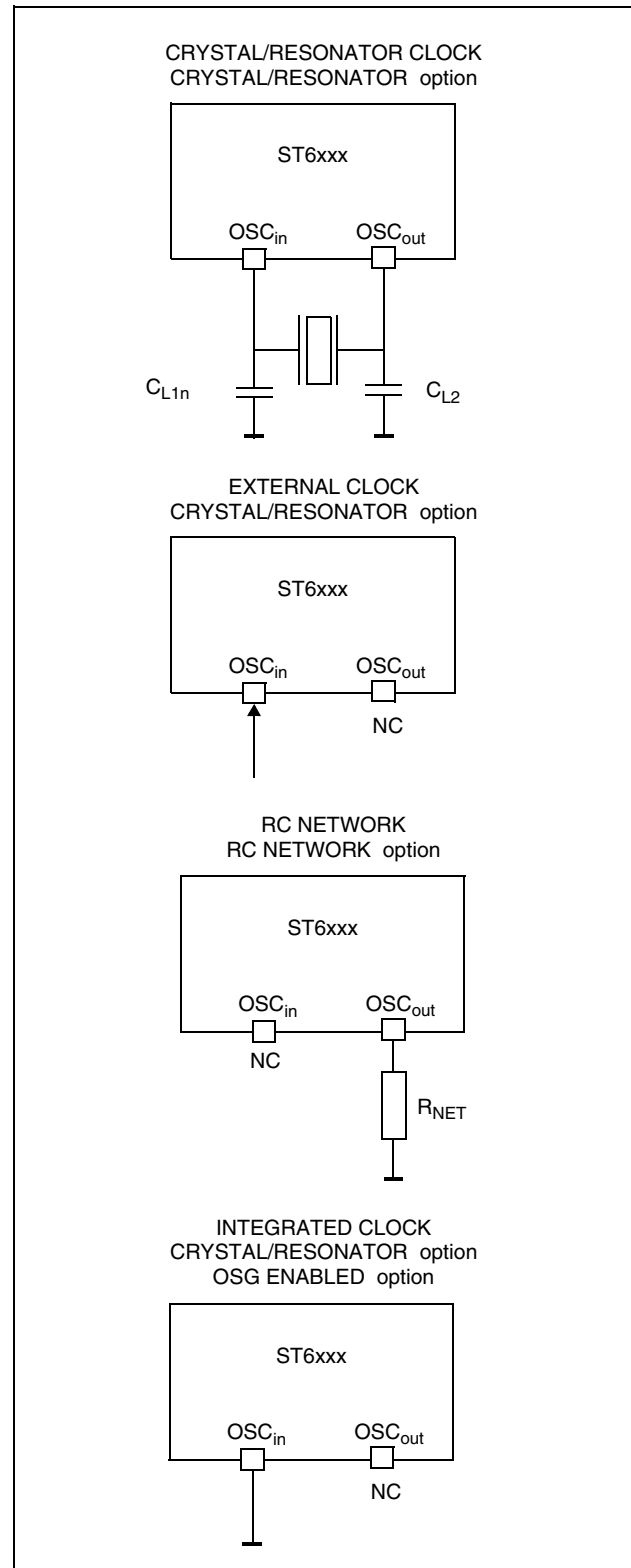 CRYSTAL/RESONATOR CLOCK
CRYSTAL/RESONATOR option
ST6xxx
OSCin OSCout
CL1n CL2
EXTERNAL CLOCK
CRYSTAL/RESONATOR option
ST6xxx
OSCin OSCout
NC
RC NETWORK
RC NETWORK option
ST6xxx
OSCin OSCout
NC
RNET
INTEGRATED CLOCK
CRYSTAL/RESONATOR option
OSG ENABLED option
ST6xxx
OSCin OSCout
NC